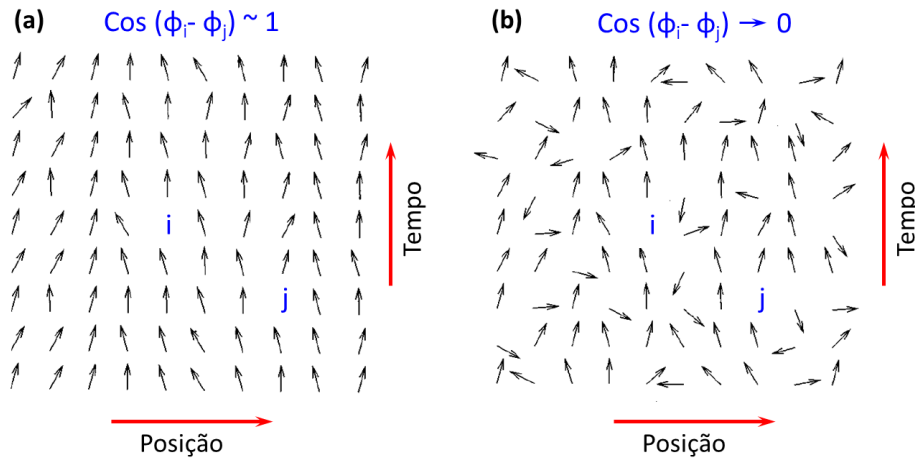 (a) Cos (ϕi- ϕj) ~ 1
i
j
Tempo
Posição
(b) Cos (ϕi- ϕj) → 0
i
j
Tempo
Posição